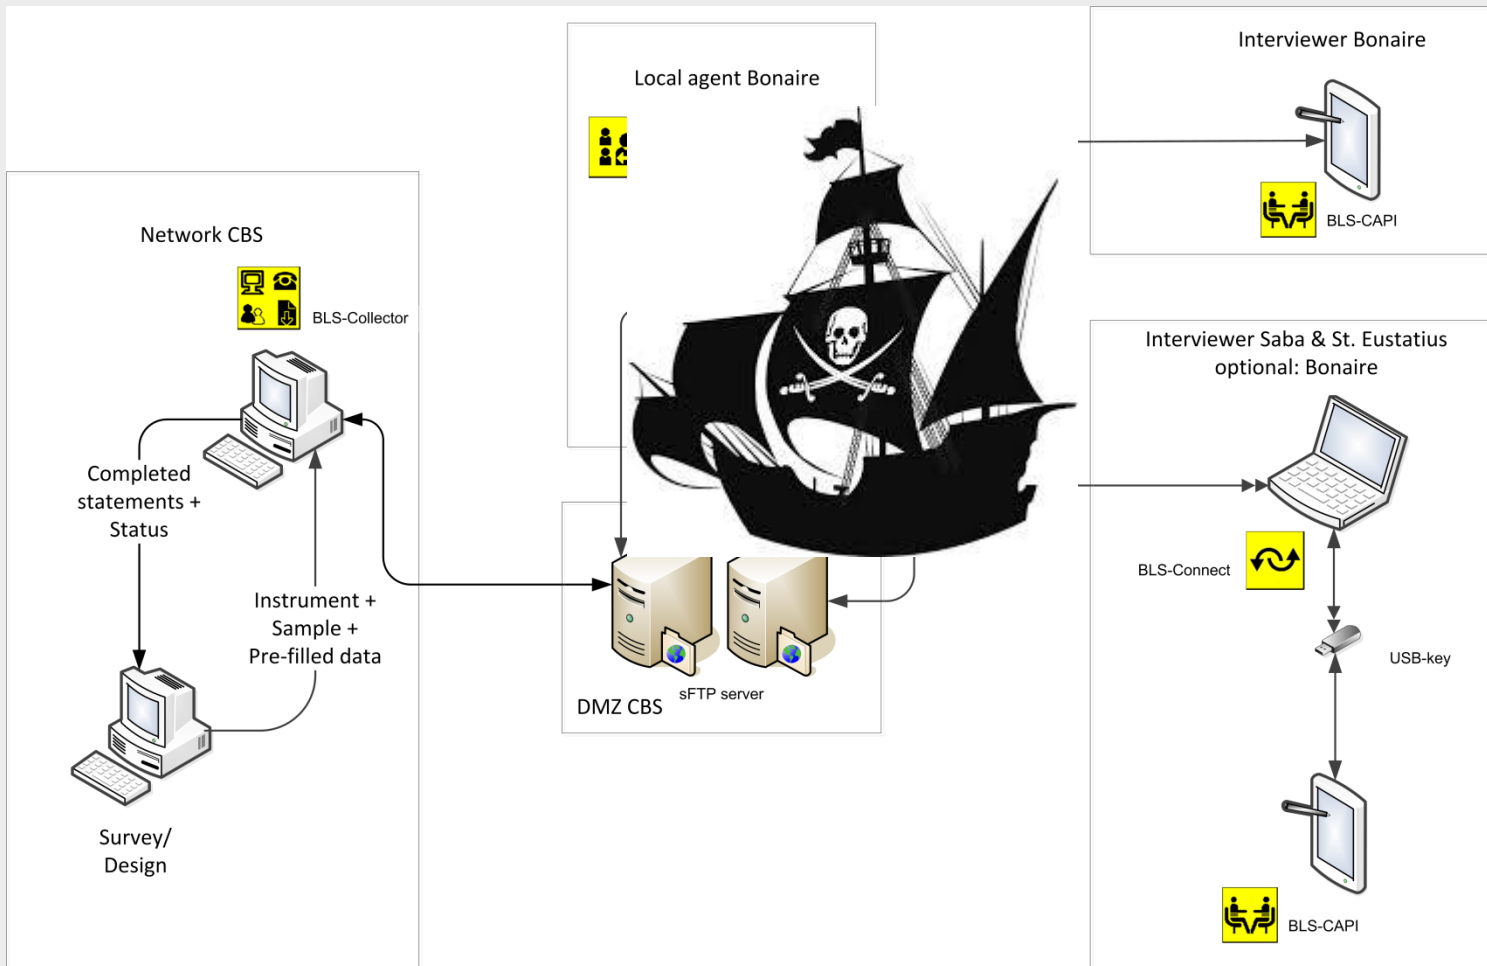 Network CBS
BLS-Collector
Completed
statements +
Status
Instrument +
Sample +
Pre-filled data
Survey/
Design
Local agent Bonaire
sFTP server
DMZ CBS
Interviewer Bonaire
BLS-CAPI
Interviewer Saba & St. Eustatius
optional: Bonaire
BLS-Connect
USB-key
BLS-CAPI